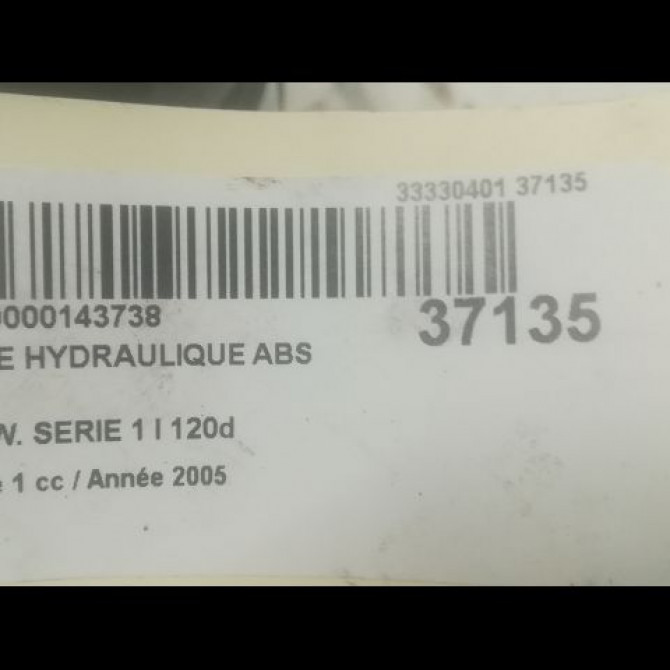 33330401 37135
0000143738
37135
E HYDRAULIQUE ABS
W. SERIE 1 I 120d
e 1 cc / Année 2005